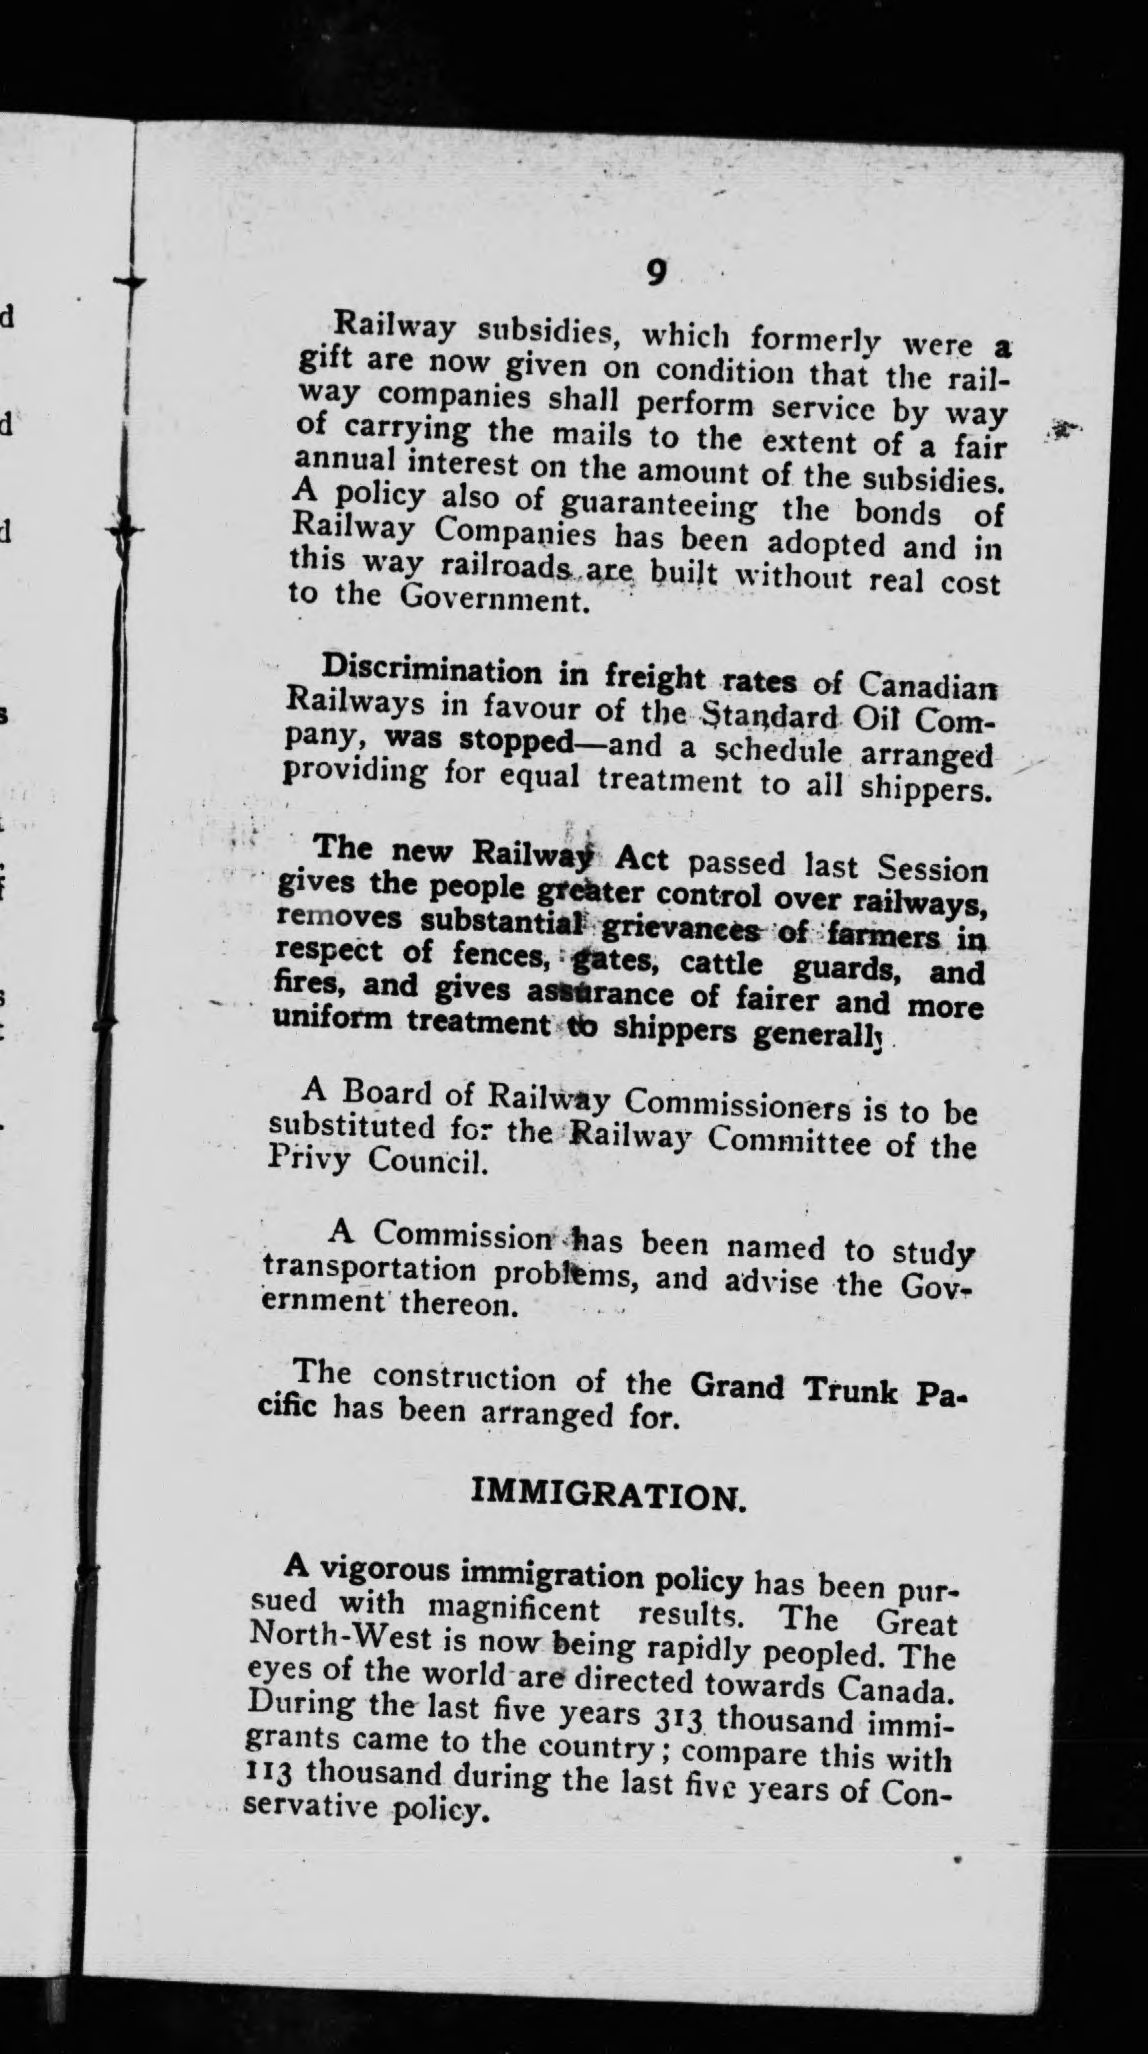 9
Railway subsidies, which formerly were a
gift are now given on condition that the rail-
way companies shall perform service by way
of carrying the mails to the extent of a fair
annual interest on the amount of the subsidies.
A policy also of guaranteeing the bonds of
Railway Companies has been adopted and in
this way railroads are built without real cost
to the Government.
Discrimination in freight rates of Canadian
Railways in favour of the Standard Oil Com-
pany, was stopped—and a schedule arranged
providing for equal treatment to all shippers.
The new Railway Act passed last Session
gives the people greater control over railways,
removes substantial grievances of farmers in
respect of fences, gates, cattle guards, and
fires, and gives assurance of fairer and more
uniform treatment to shippers generally.
A Board of Railway Commissioners is to be
substituted for the Railway Committee of the
Privy Council.
A Commission has been named to study
transportation problems, and advise the Gov-
ernment thereon.
The construction of the Grand Trunk Pa-
cific has been arranged for.
IMMIGRATION.
A vigorous immigration policy has been pur-
sued with magnificent results. The Great
North-West is now being rapidly peopled. The
eyes of the world are directed towards Canada.
During the last five years 313 thousand immi-
grants came to the country; compare this with
113 thousand during the last five years of Con-
servative policy.